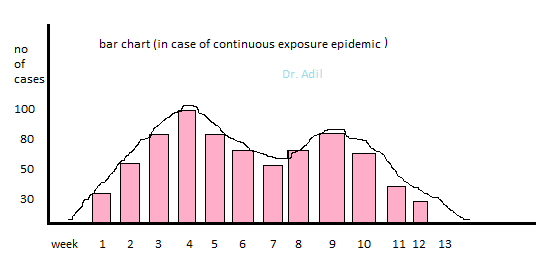 bar chart (in case of continuous exposure epidemic )
Dr. Adil
no
of
cases
100
80
50
30
week 1 2 3 4 5 6 7 8 9 10 11 12 13